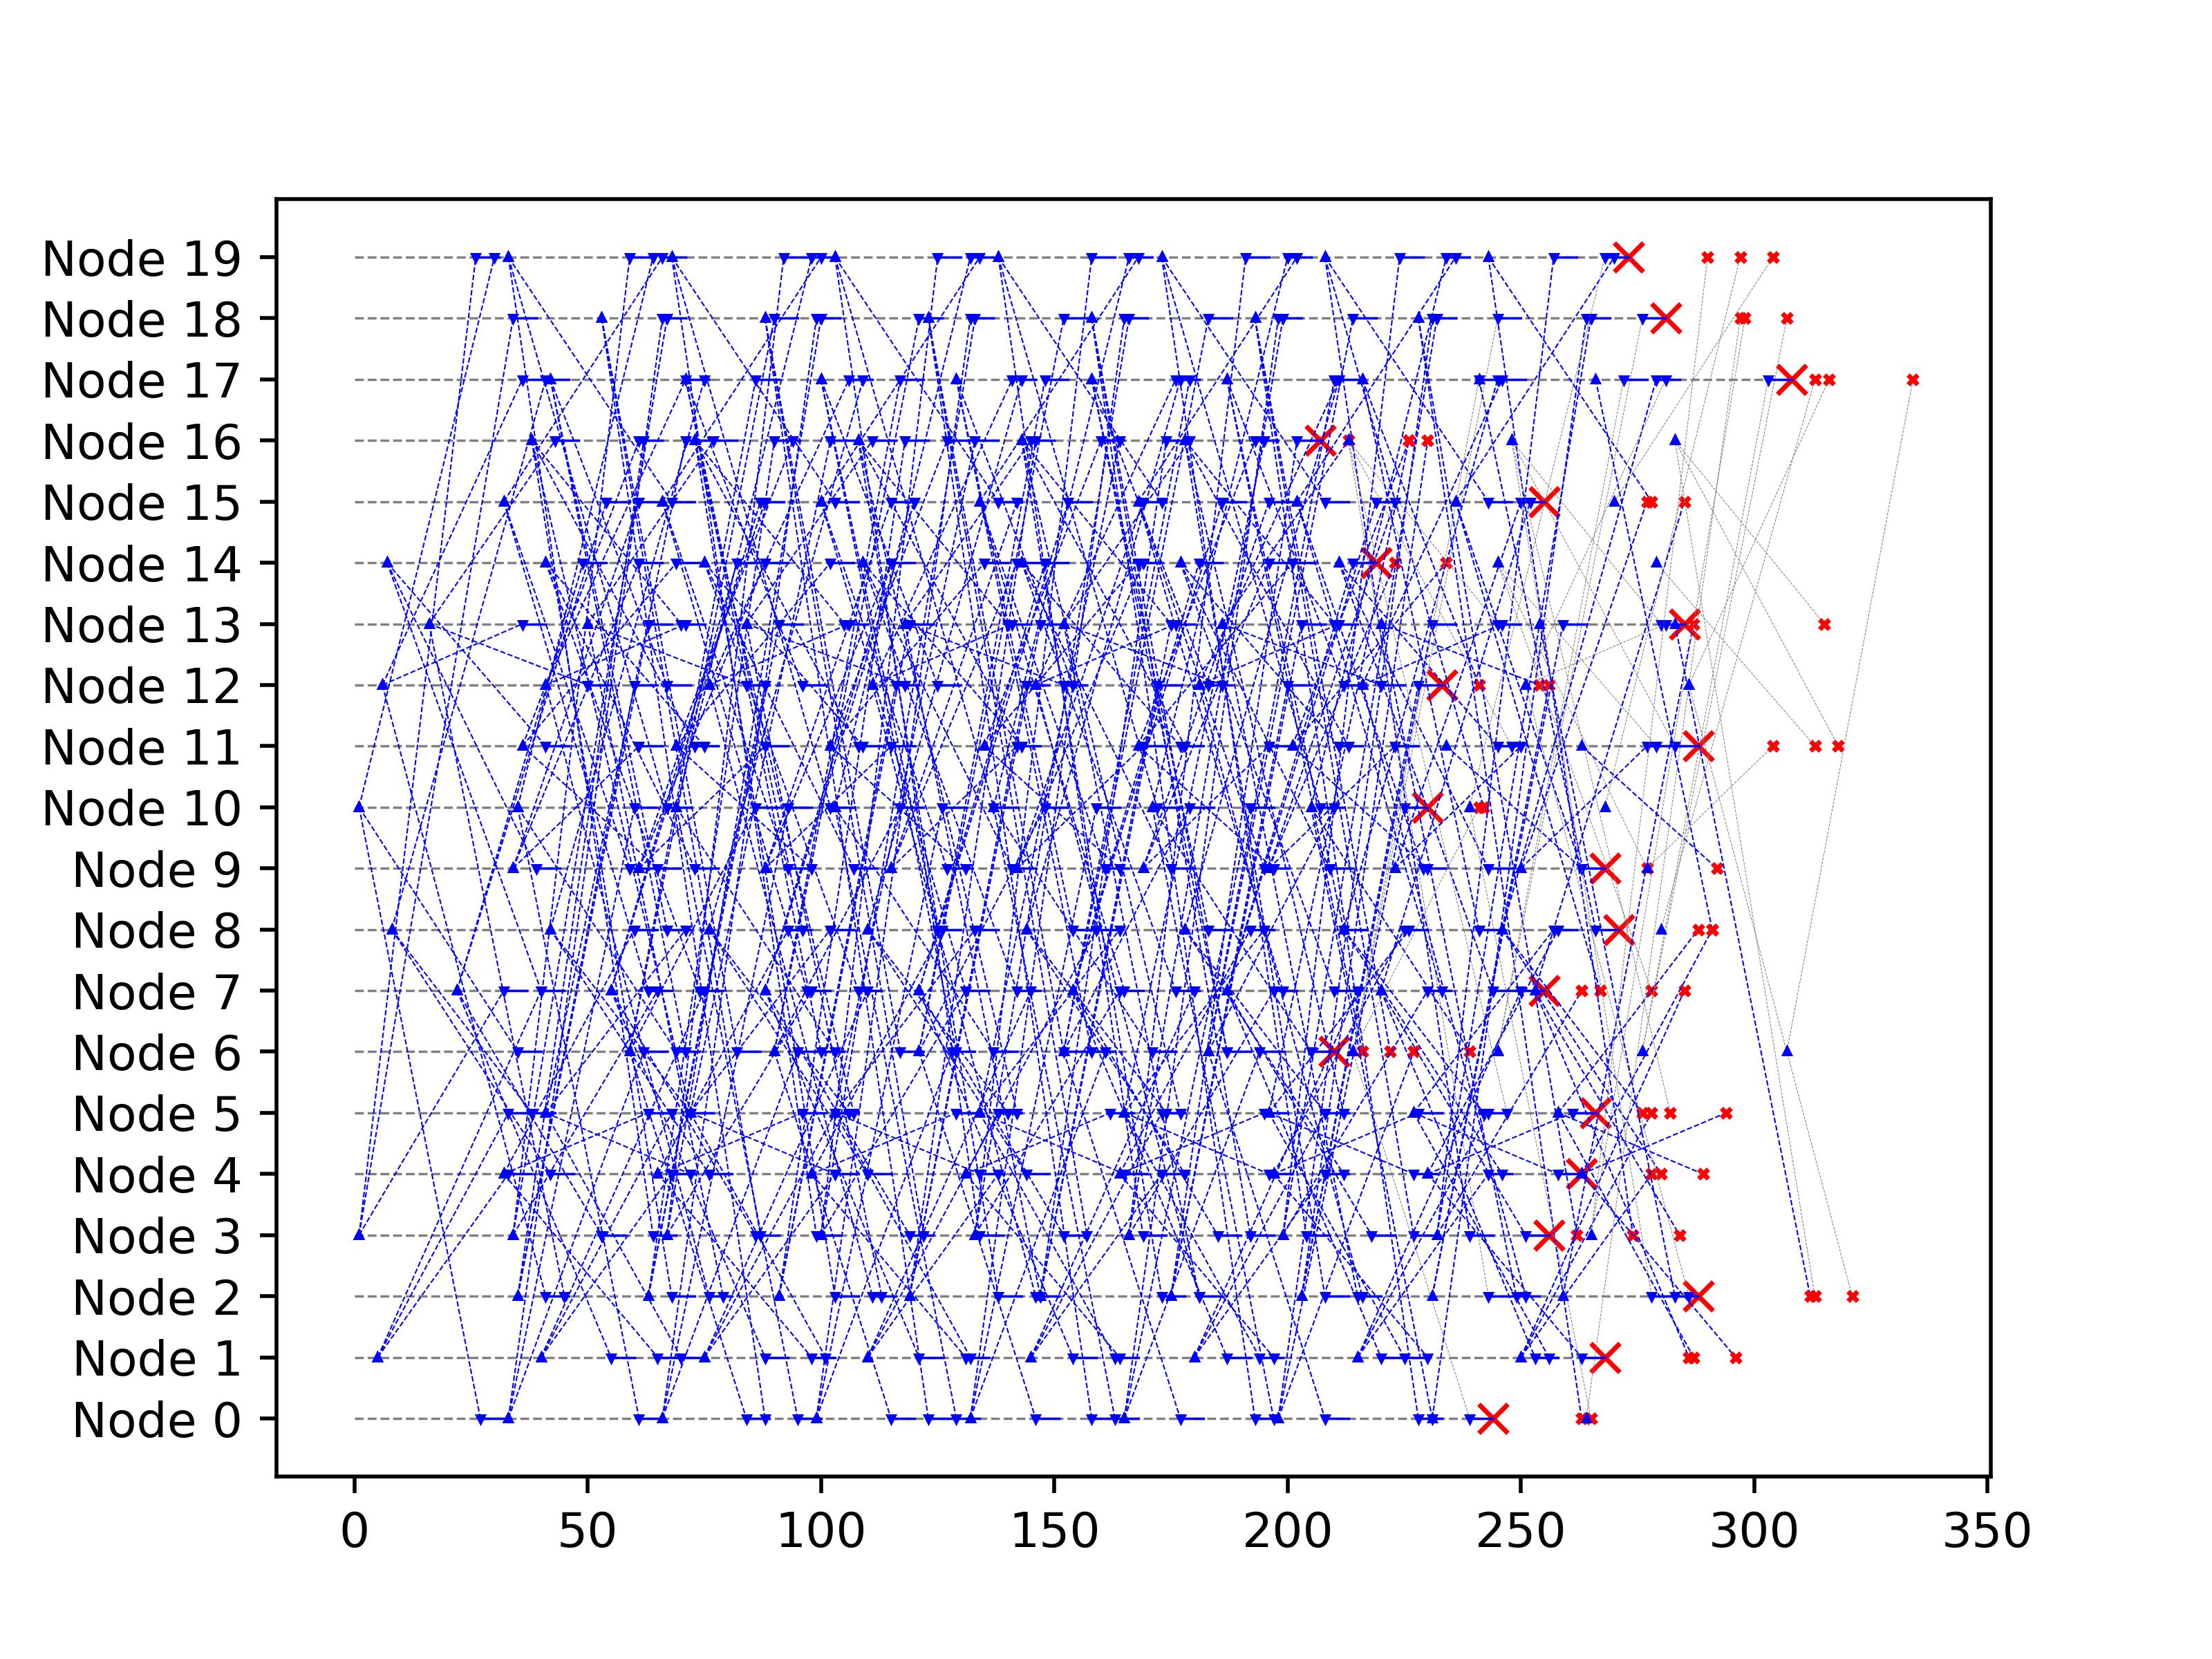 Node 19
Node 18
Node 17
Node 16
Node 15
Node 14
Node 13
Node 12
Node 11
Node 10
Node 9
Node 8
Node 7
Node 6
Node 5
Node 4
Node 3
Node 2
Node 1
Node 0
0 50 100 150 200 250 300 350